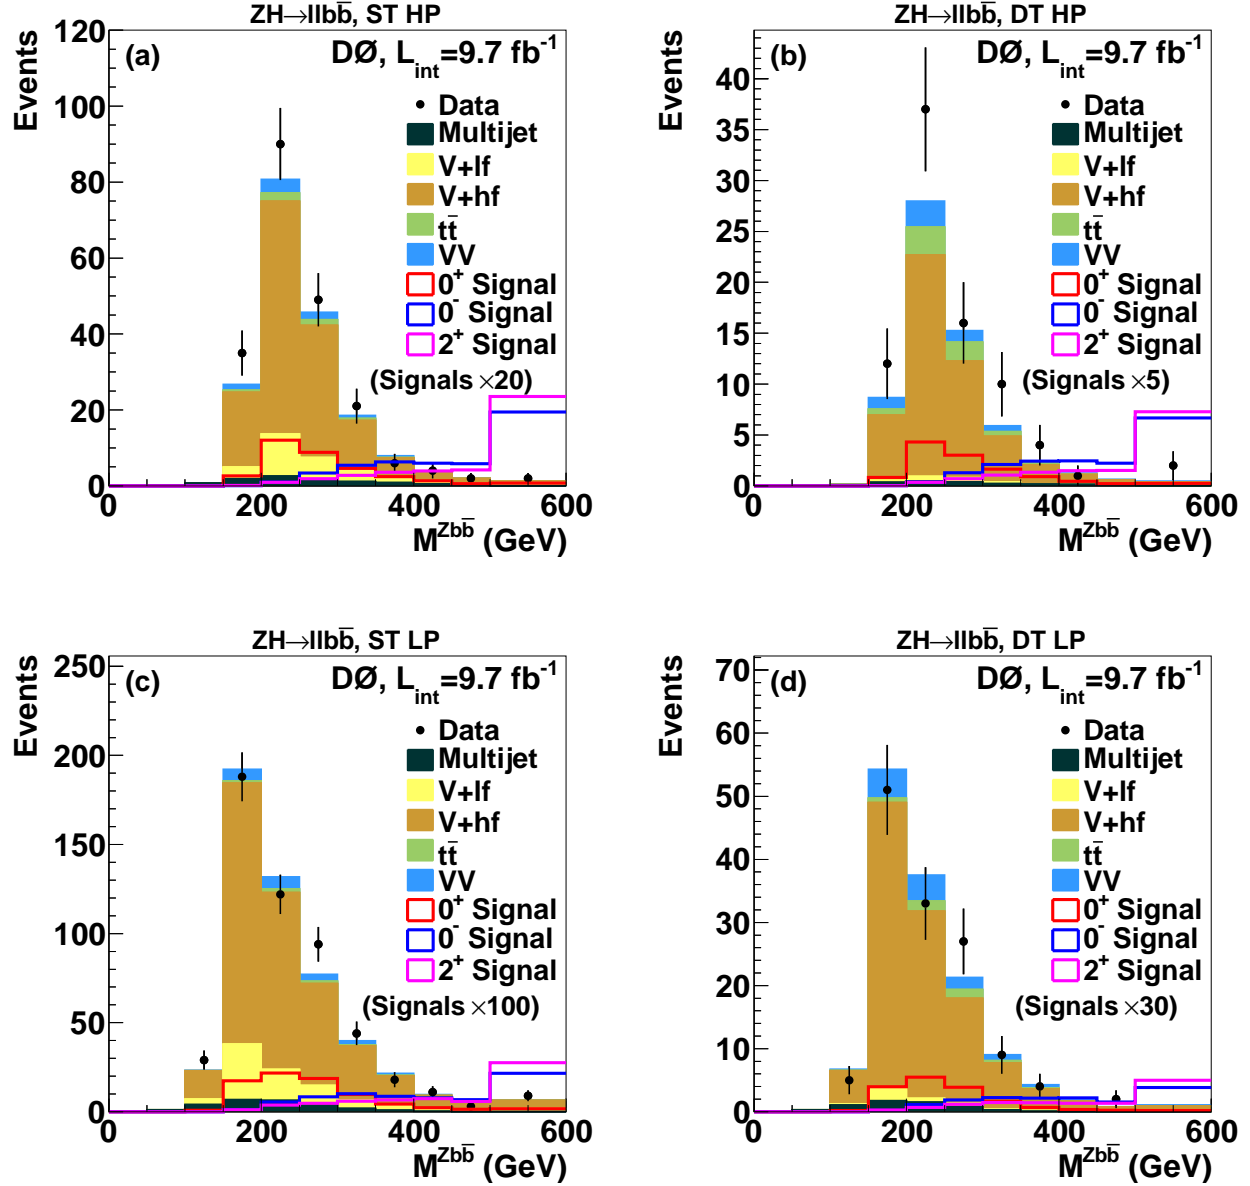 ZH→llbb̄, ST HP
(a)
DØ, L_int=9.7 fb⁻¹
Events
120
100
80
60
40
20
0
Data
Multijet
V+lf
V+hf
tt̄
VV
0⁺ Signal
0⁻ Signal
2⁺ Signal
(Signals ×20)
0 200 400 600
M^Zbb̄ (GeV)
ZH→llbb̄, DT HP
(b)
DØ, L_int=9.7 fb⁻¹
Events
40
35
30
25
20
15
10
5
0
Data
Multijet
V+lf
V+hf
tt̄
VV
0⁺ Signal
0⁻ Signal
2⁺ Signal
(Signals ×5)
0 200 400 600
M^Zbb̄ (GeV)
ZH→llbb̄, ST LP
(c)
DØ, L_int=9.7 fb⁻¹
Events
250
200
150
100
50
0
Data
Multijet
V+lf
V+hf
tt̄
VV
0⁺ Signal
0⁻ Signal
2⁺ Signal
(Signals ×100)
0 200 400 600
M^Zbb̄ (GeV)
ZH→llbb̄, DT LP
(d)
DØ, L_int=9.7 fb⁻¹
Events
70
60
50
40
30
20
10
0
Data
Multijet
V+lf
V+hf
tt̄
VV
0⁺ Signal
0⁻ Signal
2⁺ Signal
(Signals ×30)
0 200 400 600
M^Zbb̄ (GeV)